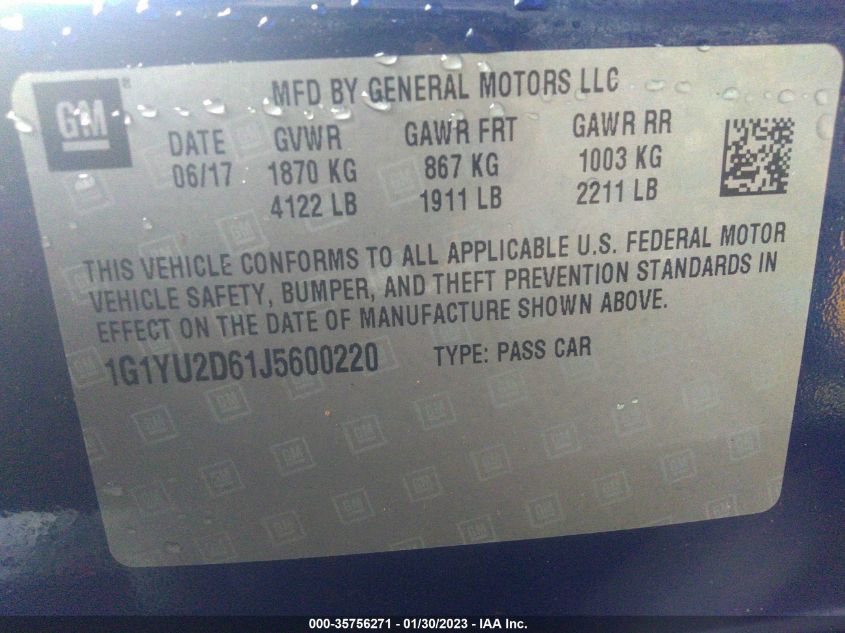 GM®
MFD BY GENERAL MOTORS LLC
DATE GVWR GAWR FRT GAWR RR
06/17 1870 KG 867 KG 1003 KG
4122 LB 1911 LB 2211 LB
THIS VEHICLE CONFORMS TO ALL APPLICABLE U.S. FEDERAL MOTOR
VEHICLE SAFETY, BUMPER, AND THEFT PREVENTION STANDARDS IN
EFFECT ON THE DATE OF MANUFACTURE SHOWN ABOVE.
1G1YU2D61J5600220 TYPE: PASS CAR
000-35756271 - 01/30/2023 - IAA Inc.